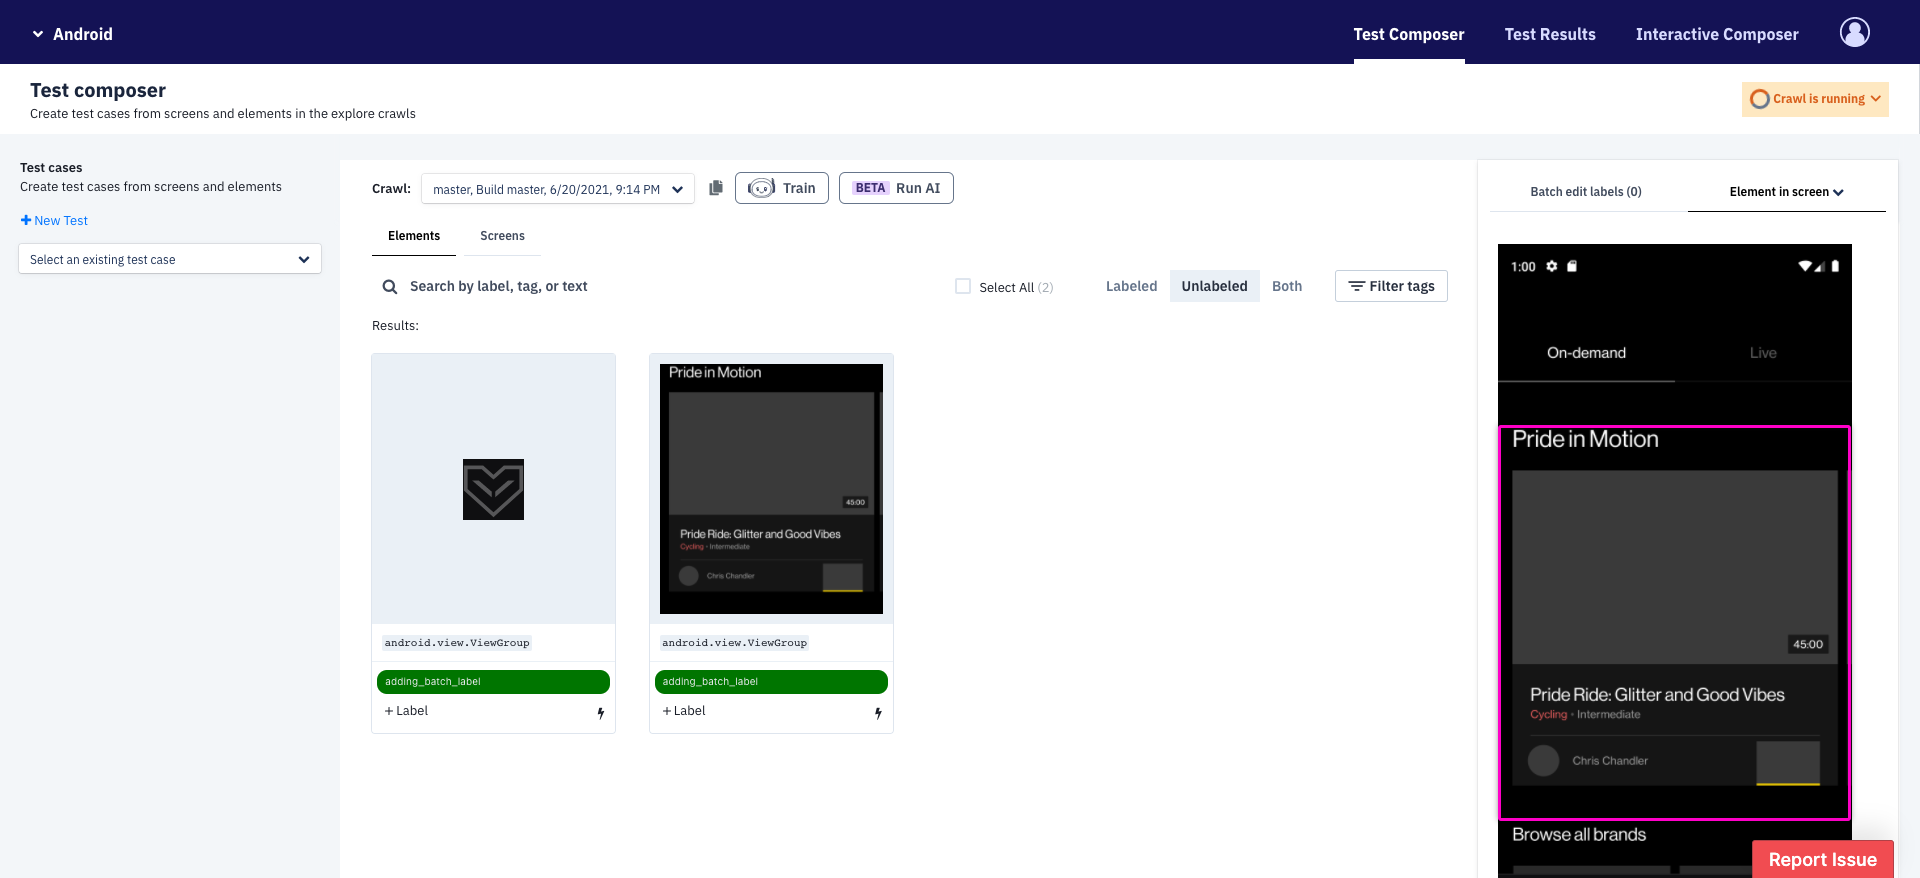 Android
Test Composer
Test Results
Interactive Composer
Test composer
Create test cases from screens and elements in the explore crawls
Crawl is running
Test cases
Create test cases from screens and elements
New Test
Select an existing test case
Crawl:
master, Build master, 6/20/2021, 9:14 PM
Train
BETA Run AI
Elements
Screens
Search by label, tag, or text
Select All (2)
Labeled
Unlabeled
Both
Filter tags
Results:
android.view.ViewGroup
adding_batch_label
+ Label
Pride in Motion
45:00
Pride Ride: Glitter and Good Vibes
Cycling · Intermediate
Chris Chandler
android.view.ViewGroup
adding_batch_label
+ Label
Batch edit labels (0)
Element in screen
1:00
On-demand
Live
Pride in Motion
45:00
Pride Ride: Glitter and Good Vibes
Cycling · Intermediate
Chris Chandler
Browse all brands
Report Issue